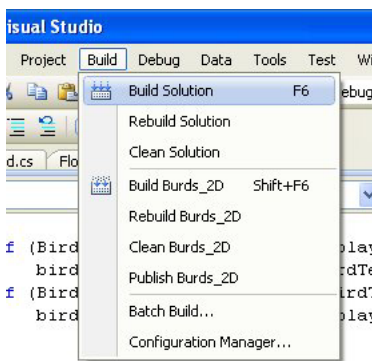 isual Studio
Project Build Debug Data Tools Test Wi
Build Solution F6
ebug
Rebuild Solution
Clean Solution
d.cs Flo
Build Burds_2D Shift+F6
Rebuild Burds_2D
f (Bird
Clean Burds_2D
play
bird
Publish Burds_2D
rdTe
f (Bird
irdT
bird
Batch Build...
play
Configuration Manager...